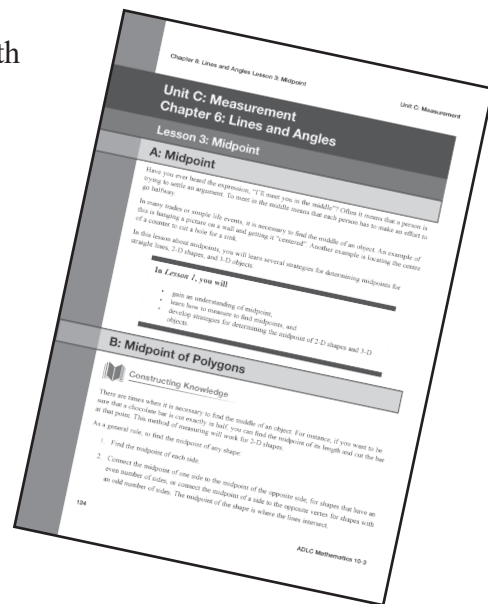 th
Chapter 6: Lines and Angles Lesson 3: Midpoint
Unit C: Measurement
Unit C: Measurement
Chapter 6: Lines and Angles
Lesson 3: Midpoint
A: Midpoint
Have you ever heard the expression, "I'll meet you in the middle"? Often it means that a person is
trying to settle an argument. To meet in the middle means that each person has to make an effort to
go halfway.
In many trades or simple life events, it is necessary to find the middle of an object. An example of
this is hanging a picture on a wall and getting it "centered". Another example is locating the centre
of a counter to cut a hole for a sink.
In this lesson about midpoints, you will learn several strategies for determining midpoints for
straight lines, 2-D shapes, and 3-D objects.
In Lesson 1, you will
• gain an understanding of midpoint,
• learn how to measure to find midpoints, and
• develop strategies for determining the midpoint of 2-D shapes and 3-D
objects.
B: Midpoint of Polygons
Constructing Knowledge
There are times when it is necessary to find the middle of an object. For instance, if you want to be
sure that a chocolate bar is cut exactly in half, you can find the midpoint of its length and cut the bar
at that point. This method of measuring will work for 2-D shapes.
As a general rule, to find the midpoint of any shape:
1. Find the midpoint of each side.
2. Connect the midpoint of one side to the midpoint of the opposite side, for shapes that have an
even number of sides, or connect the midpoint of a side to the opposite vertex for shapes with
an odd number of sides. The midpoint of the shape is where the lines intersect.
124
ADLC Mathematics 10-3